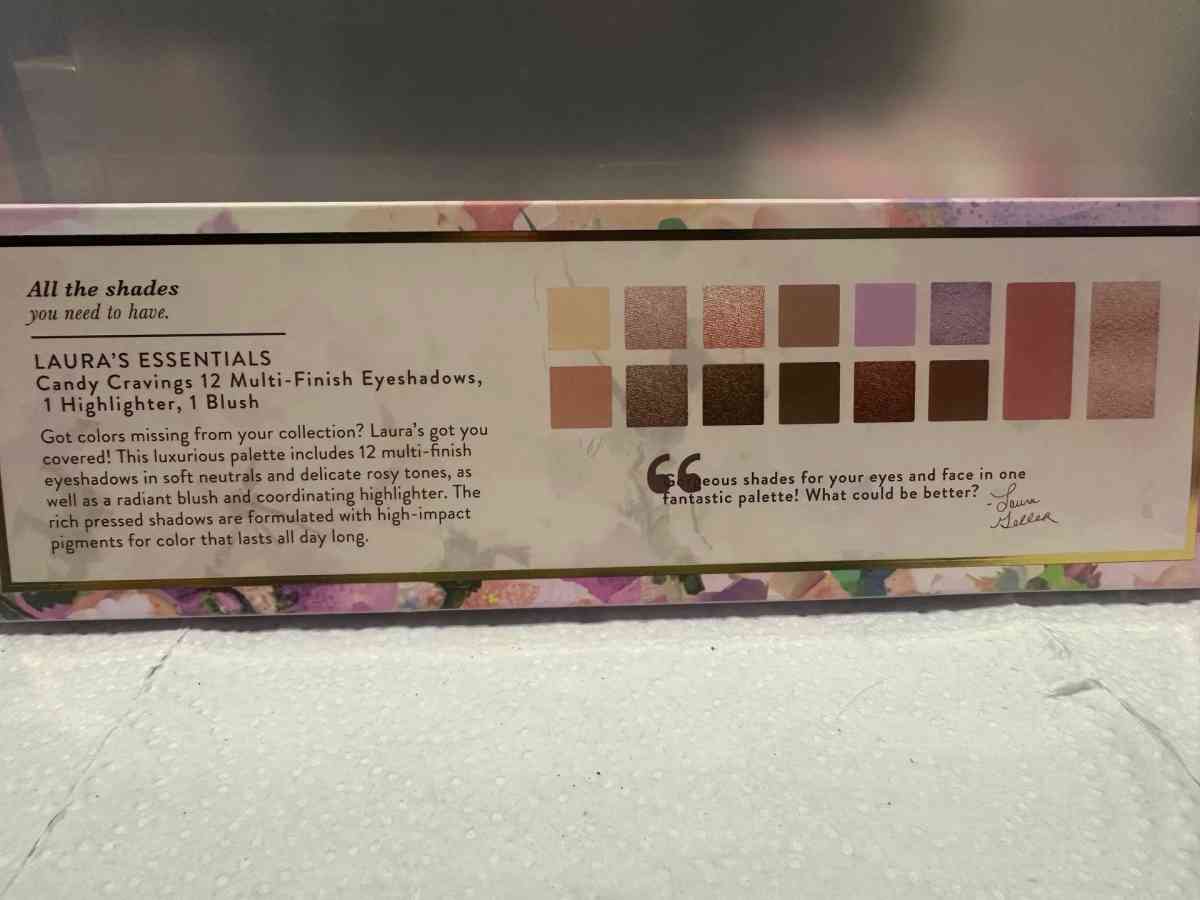 All the shades
you need to have.
LAURA'S ESSENTIALS
Candy Cravings 12 Multi-Finish Eyeshadows,
1 Highlighter, 1 Blush
Got colors missing from your collection? Laura's got you
covered! This luxurious palette includes 12 multi-finish
eyeshadows in soft neutrals and delicate rosy tones, as
well as a radiant blush and coordinating highlighter. The
rich pressed shadows are formulated with high-impact
pigments for color that lasts all day long.
“Gorgeous shades for your eyes and face in one
fantastic palette! What could be better?
- Laura
Geller